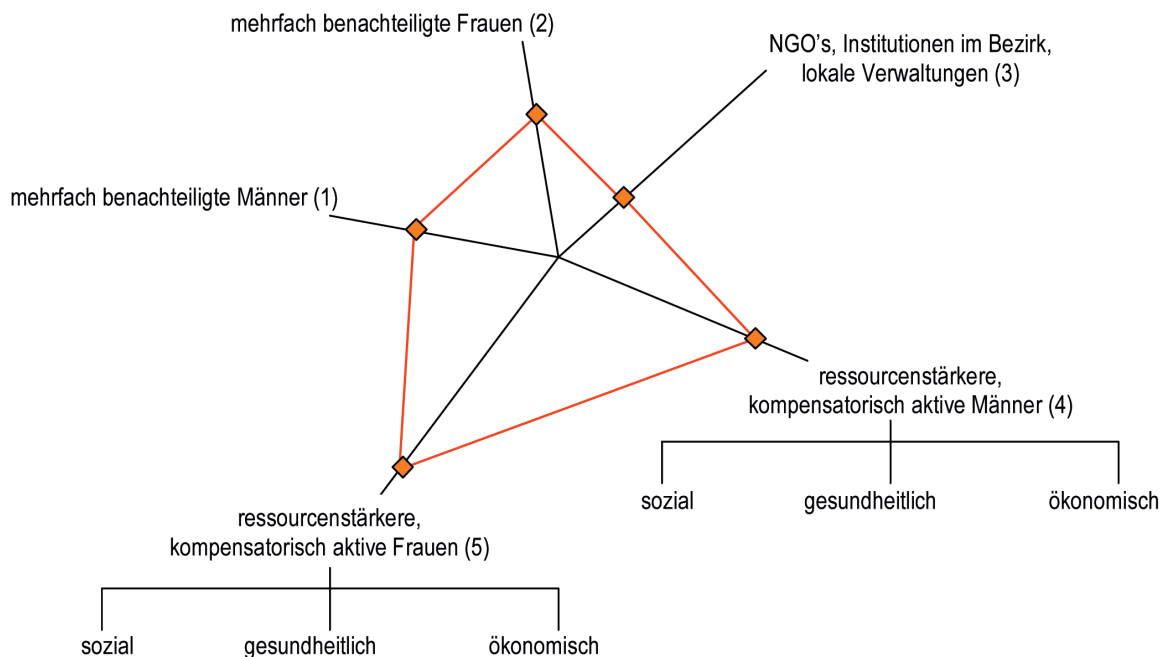 mehrfach benachteiligte Frauen (2)
NGO's, Institutionen im Bezirk,
lokale Verwaltungen (3)
mehrfach benachteiligte Männer (1)
ressourcenstärkere,
kompensatorisch aktive Männer (4)
sozial gesundheitlich ökonomisch
ressourcenstärkere,
kompensatorisch aktive Frauen (5)
sozial gesundheitlich ökonomisch